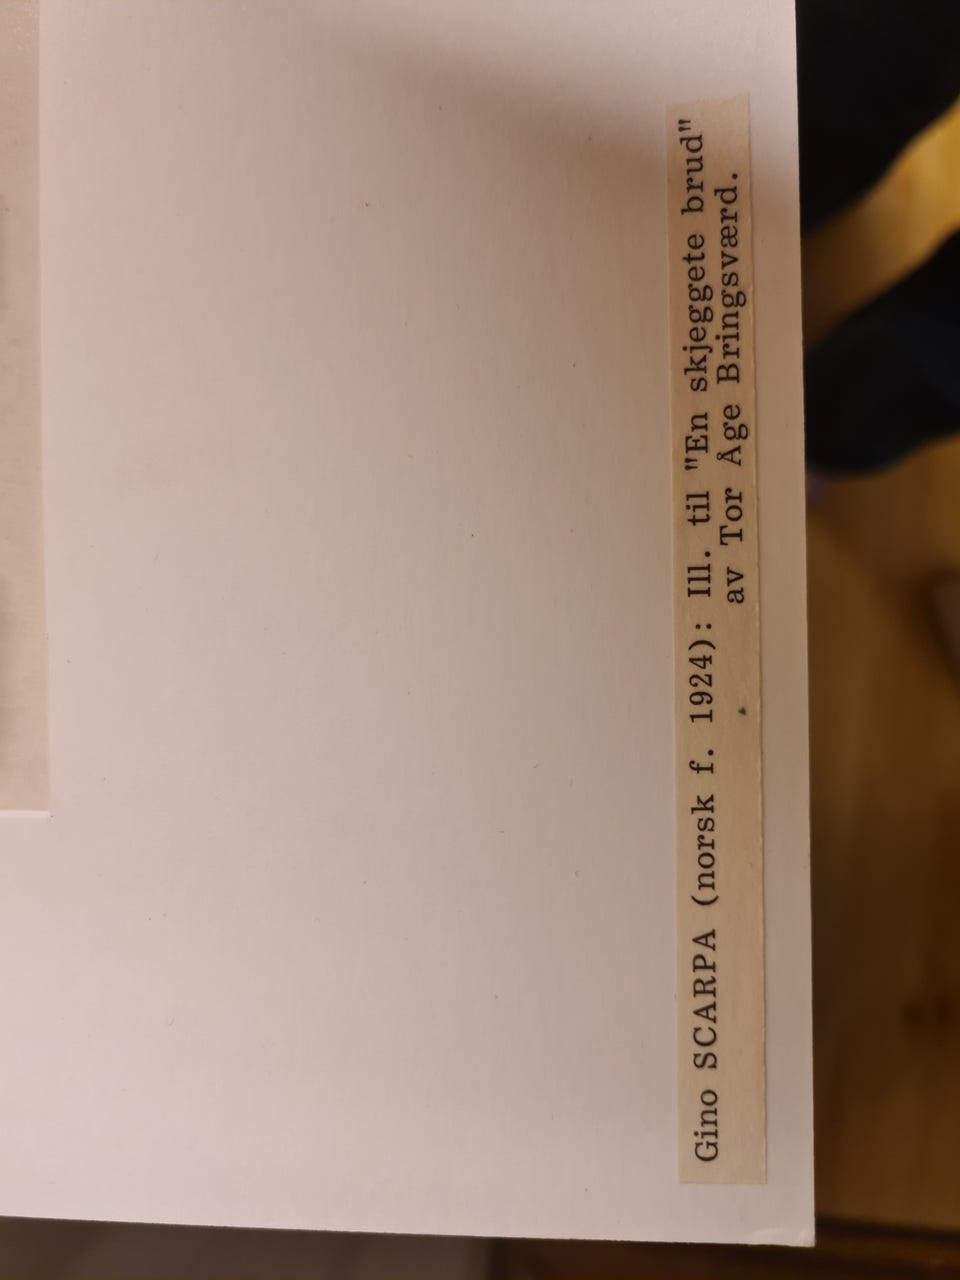 Gino SCARPA (norsk f. 1924): Ill. til "En skjeggete brud"
av Tor Åge Bringsværd.